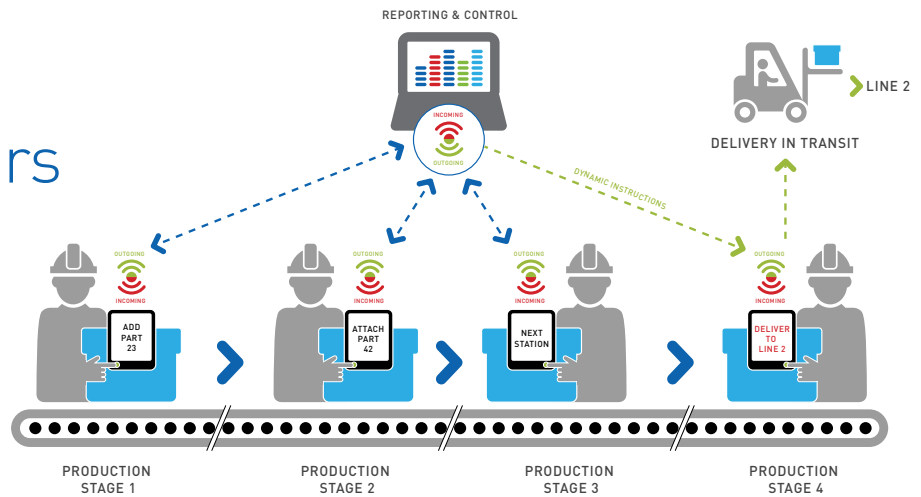 REPORTING & CONTROL
INCOMING
OUTGOING
LINE 2
DELIVERY IN TRANSIT
rs
DYNAMIC INSTRUCTIONS
OUTGOING
INCOMING
ADD
PART
23
OUTGOING
INCOMING
ATTACH
PART
42
OUTGOING
INCOMING
NEXT
STATION
OUTGOING
INCOMING
DELIVER
TO
LINE 2
PRODUCTION
STAGE 1
PRODUCTION
STAGE 2
PRODUCTION
STAGE 3
PRODUCTION
STAGE 4